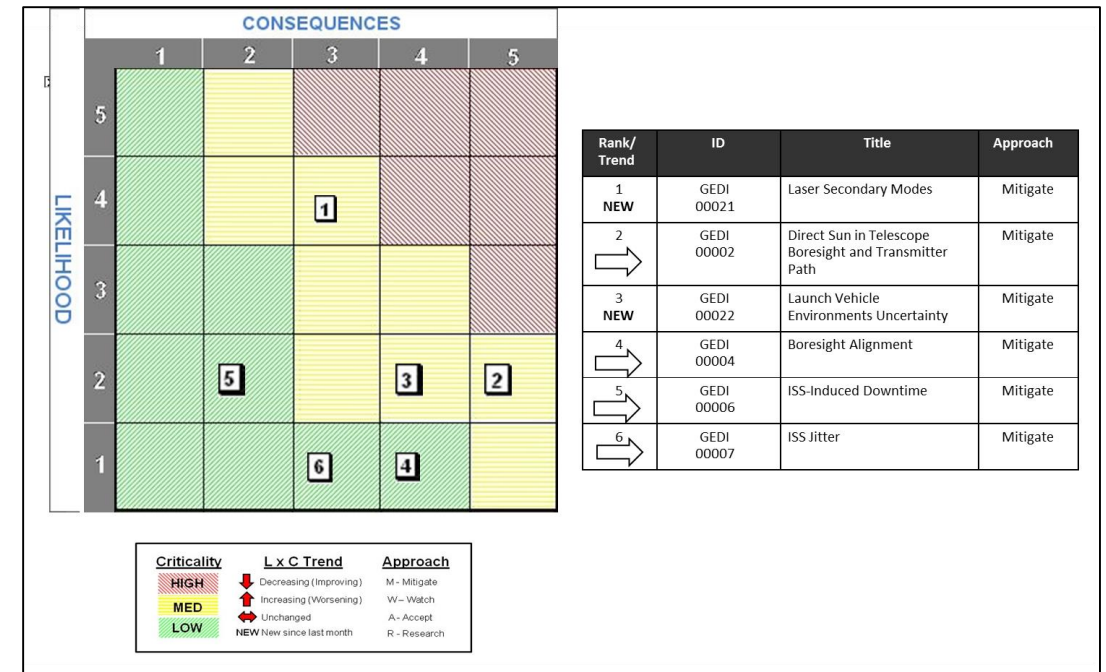 CONSEQUENCES
1 2 3 4 5
LIKELIHOOD
5
4
1
3
2
5
3
2
1
6
4
Rank/ ID Title Approach
Trend
1 GEDI Laser Secondary Modes Mitigate
NEW 00021
2 GEDI Direct Sun in Telescope Mitigate
00002 Boresight and Transmitter
Path
3 GEDI Launch Vehicle Mitigate
NEW 00022 Environments Uncertainty
4 GEDI Boresight Alignment Mitigate
00004
5 GEDI ISS-Induced Downtime Mitigate
00006
6 GEDI ISS Jitter Mitigate
00007
Criticality L x C Trend Approach
HIGH Decreasing (Improving) M - Mitigate
MED Increasing (Worsening) W – Watch
Unchanged A - Accept
LOW NEW New since last month R - Research